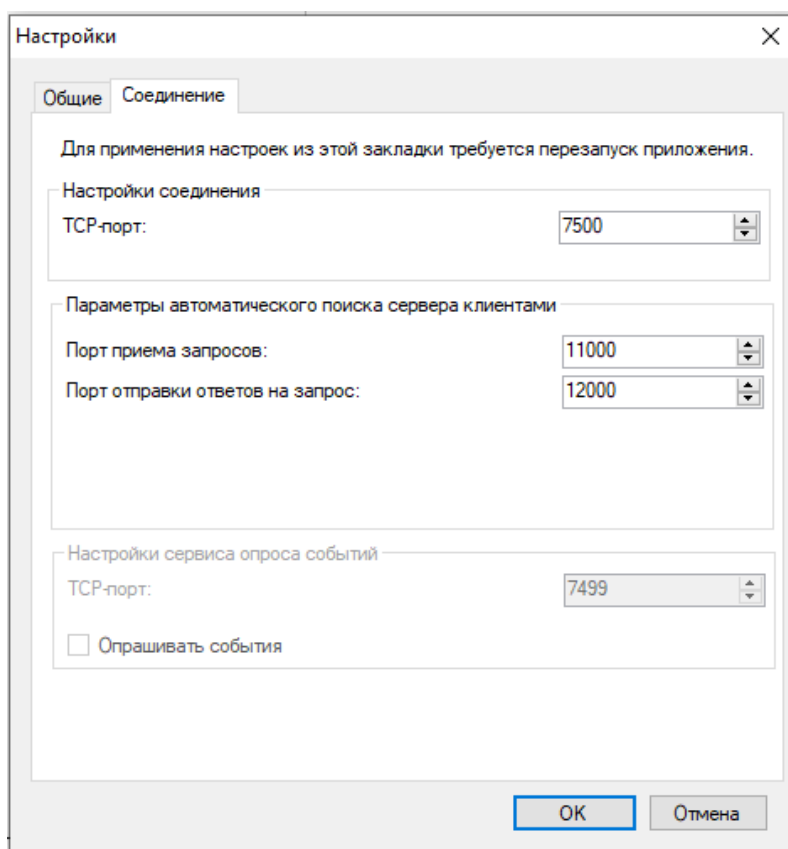 Настройки
Общие Соединение
Для применения настроек из этой закладки требуется перезапуск приложения.
Настройки соединения
TCP-порт: 7500
Параметры автоматического поиска сервера клиентами
Порт приема запросов: 11000
Порт отправки ответов на запрос: 12000
Настройки сервиса опроса событий
TCP-порт: 7499
Опрашивать события
OK Отмена